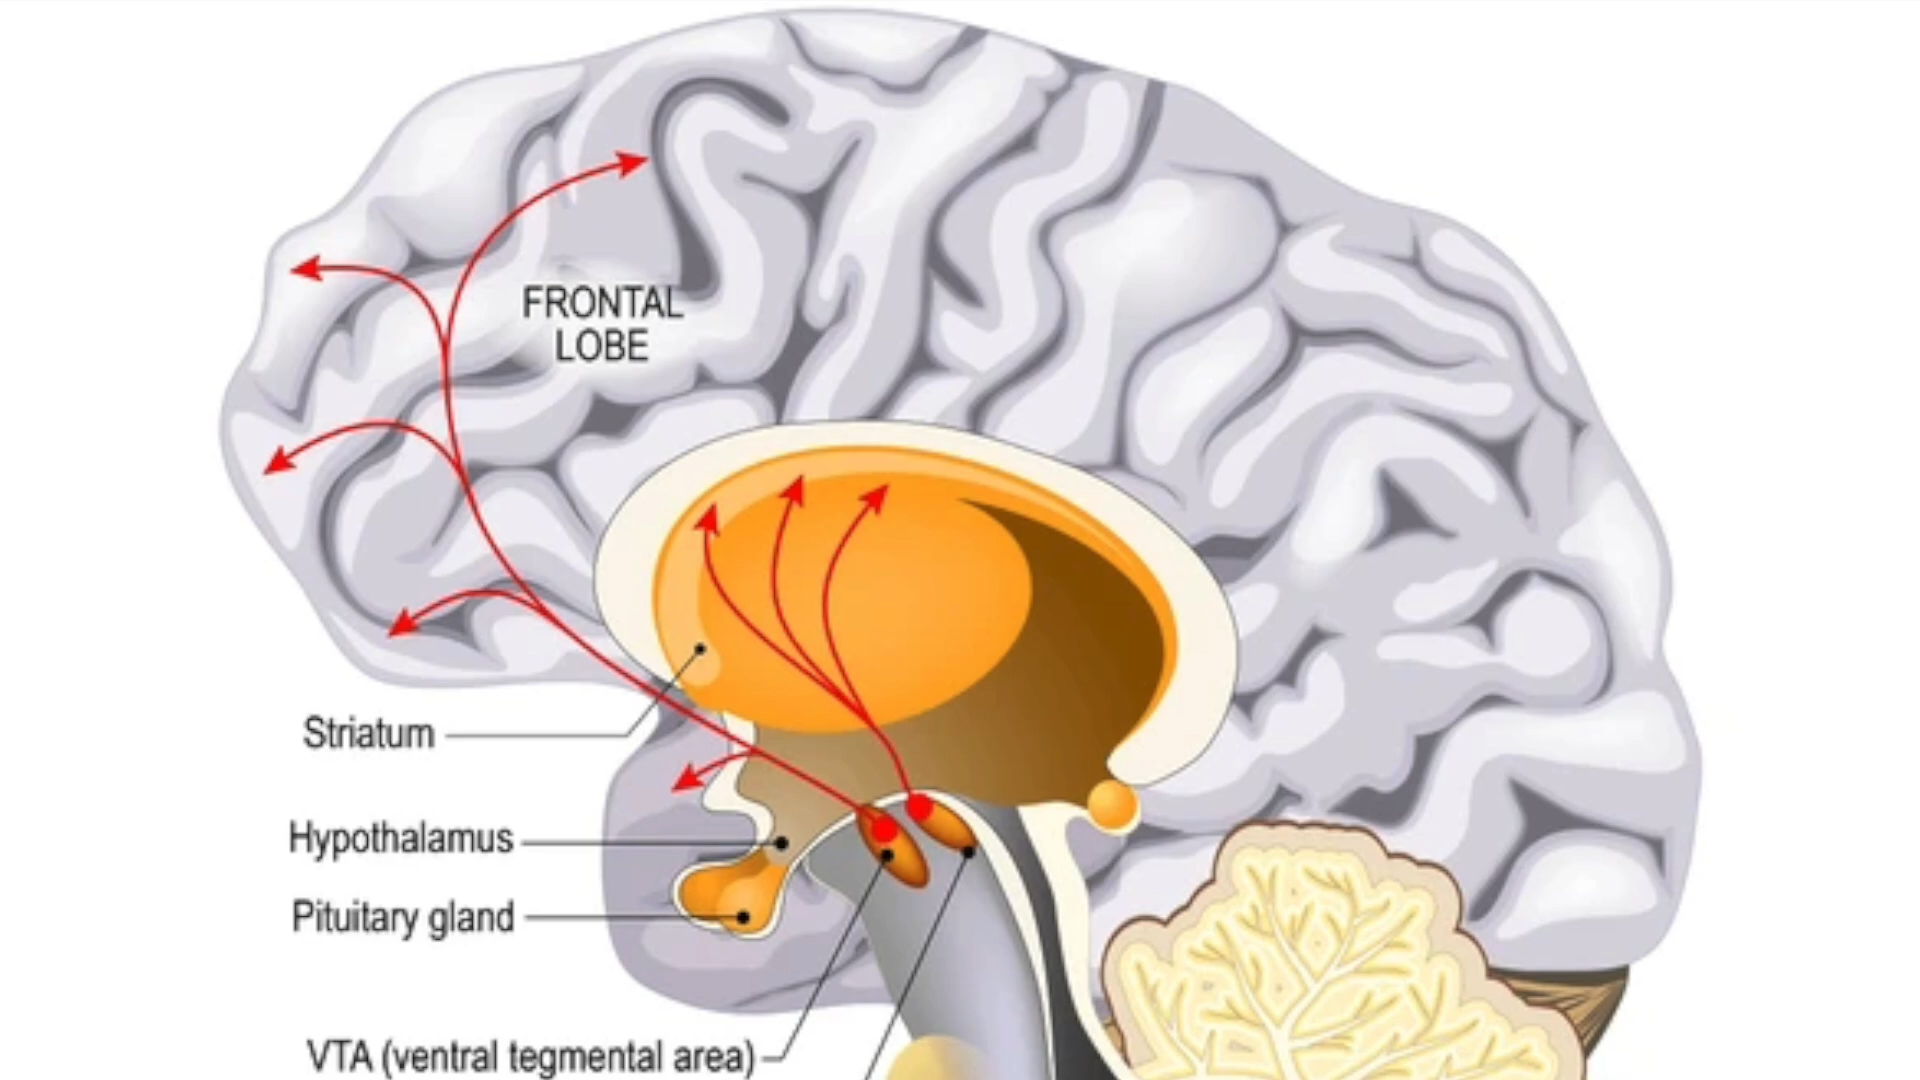 FRONTAL
LOBE
Striatum
Hypothalamus
Pituitary gland
VTA (ventral tegmental area)